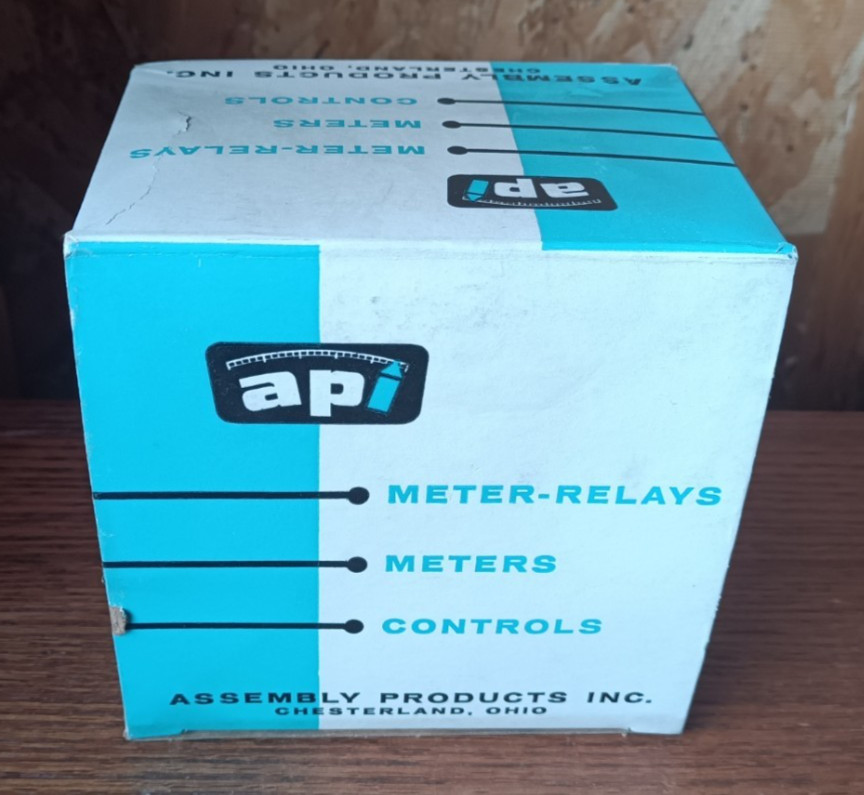 ASSEMBLY PRODUCTS INC.
CHESTERLAND, OHIO
CONTROLS
METERS
METER-RELAYS
api
api
METER-RELAYS
METERS
CONTROLS
ASSEMBLY PRODUCTS INC.
CHESTERLAND, OHIO